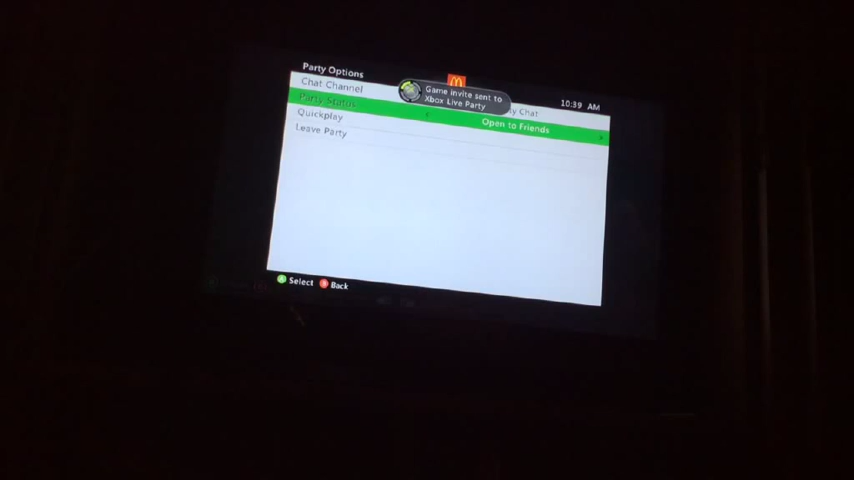 Party Options
Game invite sent to
Xbox Live Party
10:39 AM
Chat Channel
Chat
Party Status
Open to Friends
Quickplay
Leave Party
A Select B Back